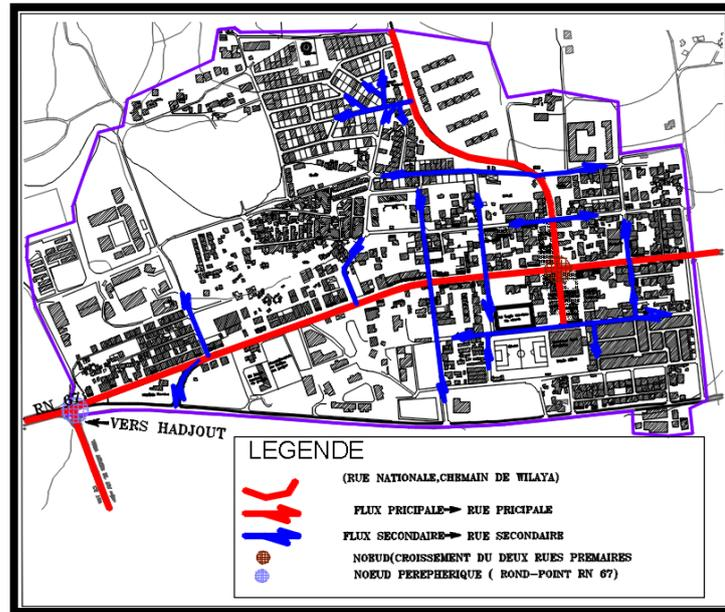 RN 67
VERS HADJOUT
LEGENDE
(RUE NATIONALE,CHEMAIN DE WILAYA)
FLUX PRICIPALE RUE PRICIPALE
FLUX SECONDAIRE RUE SECONDAIRE
NOEUD(CROISSEMENT DU DEUX RUES PREMAIRES
NOEUD PEREPHERIQUE ( ROND-POINT RN 67)